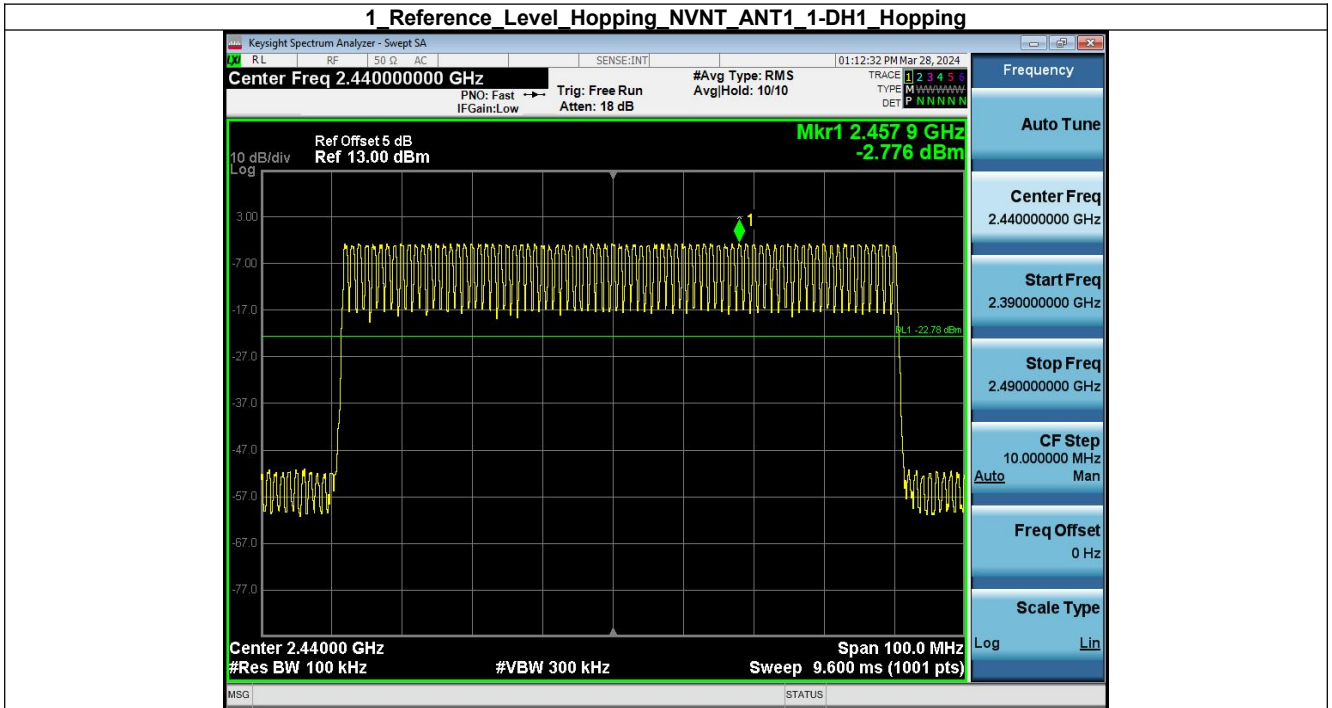 1_Reference_Level_Hopping_NVNT_ANT1_1-DH1_Hopping
Keysight Spectrum Analyzer - Swept SA
LXI RL RF 50 Ω AC SENSE:INT 01:12:32 PM Mar 28, 2024
Center Freq 2.440000000 GHz #Avg Type: RMS TRACE 1 2 3 4 5 6
PNO: Fast Trig: Free Run Avg|Hold: 10/10 TYPE M WWWWW
IFGain:Low Atten: 18 dB DET P N N N N N
Mkr1 2.457 9 GHz
-2.776 dBm
Ref Offset 5 dB
10 dB/div Ref 13.00 dBm
Log
1
3.00
-7.00
-17.0
DL1 -22.78 dBm
-27.0
-37.0
-47.0
-57.0
-67.0
-77.0
Center 2.44000 GHz Span 100.0 MHz
#Res BW 100 kHz #VBW 300 kHz Sweep 9.600 ms (1001 pts)
MSG STATUS
Frequency
Auto Tune
Center Freq
2.440000000 GHz
Start Freq
2.390000000 GHz
Stop Freq
2.490000000 GHz
CF Step
10.000000 MHz
Auto Man
Freq Offset
0 Hz
Scale Type
Log Lin